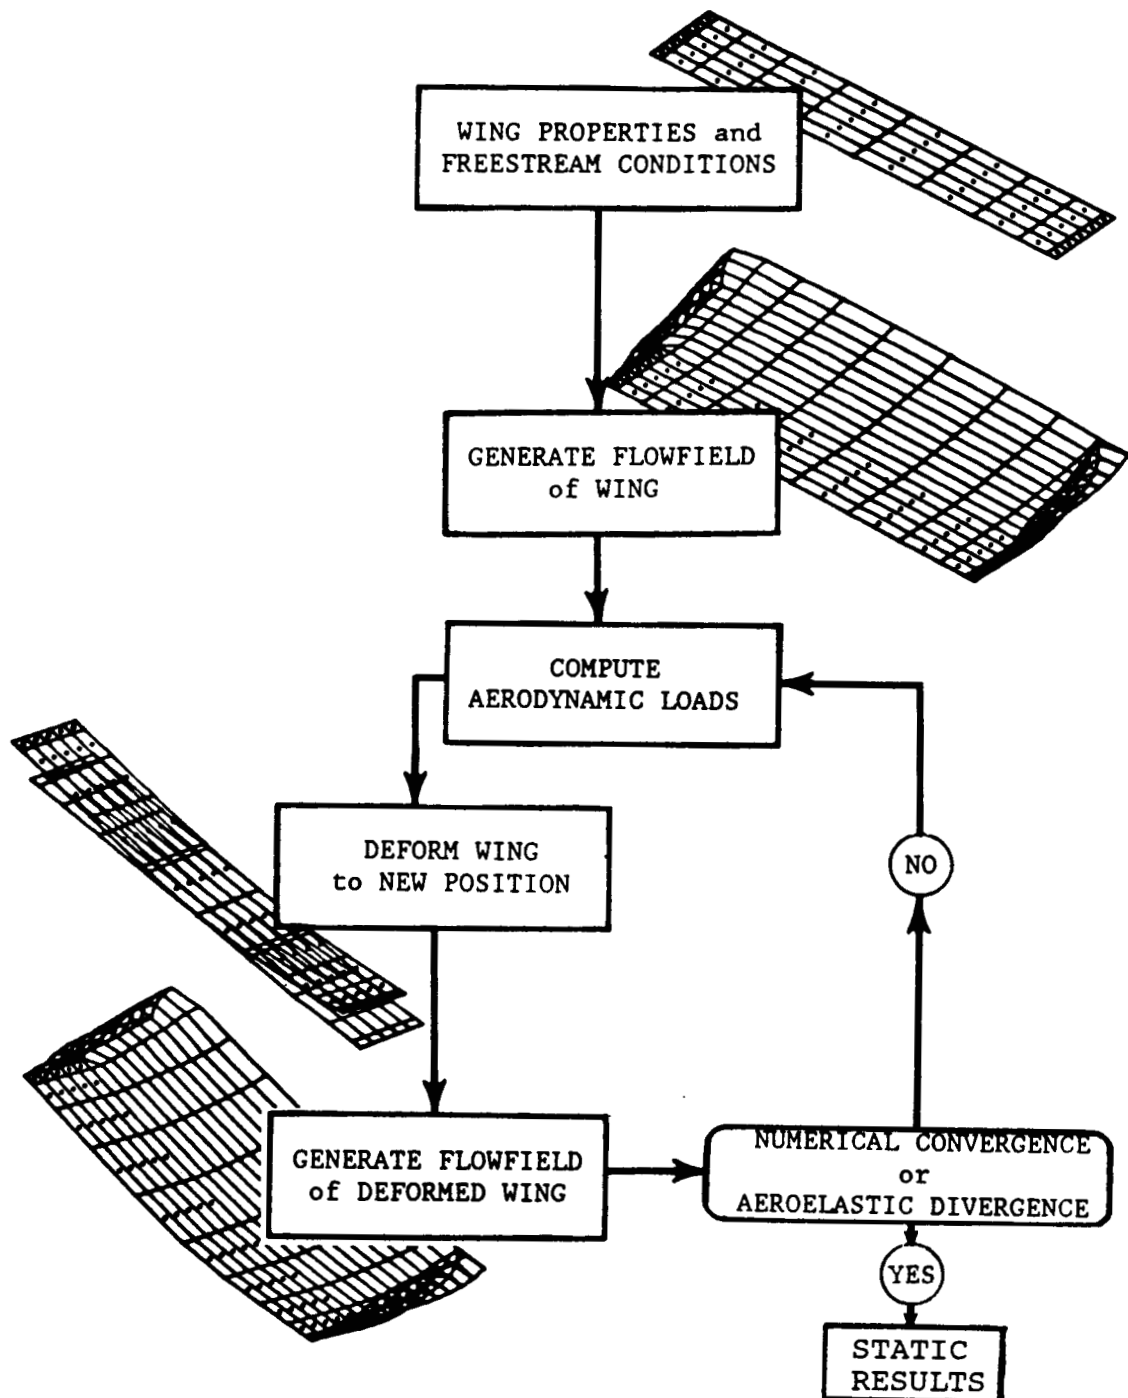 WING PROPERTIES and
FREESTREAM CONDITIONS
GENERATE FLOWFIELD
of WING
COMPUTE
AERODYNAMIC LOADS
DEFORM WING
to NEW POSITION
NO
GENERATE FLOWFIELD
of DEFORMED WING
NUMERICAL CONVERGENCE
or
AEROELASTIC DIVERGENCE
YES
STATIC
RESULTS